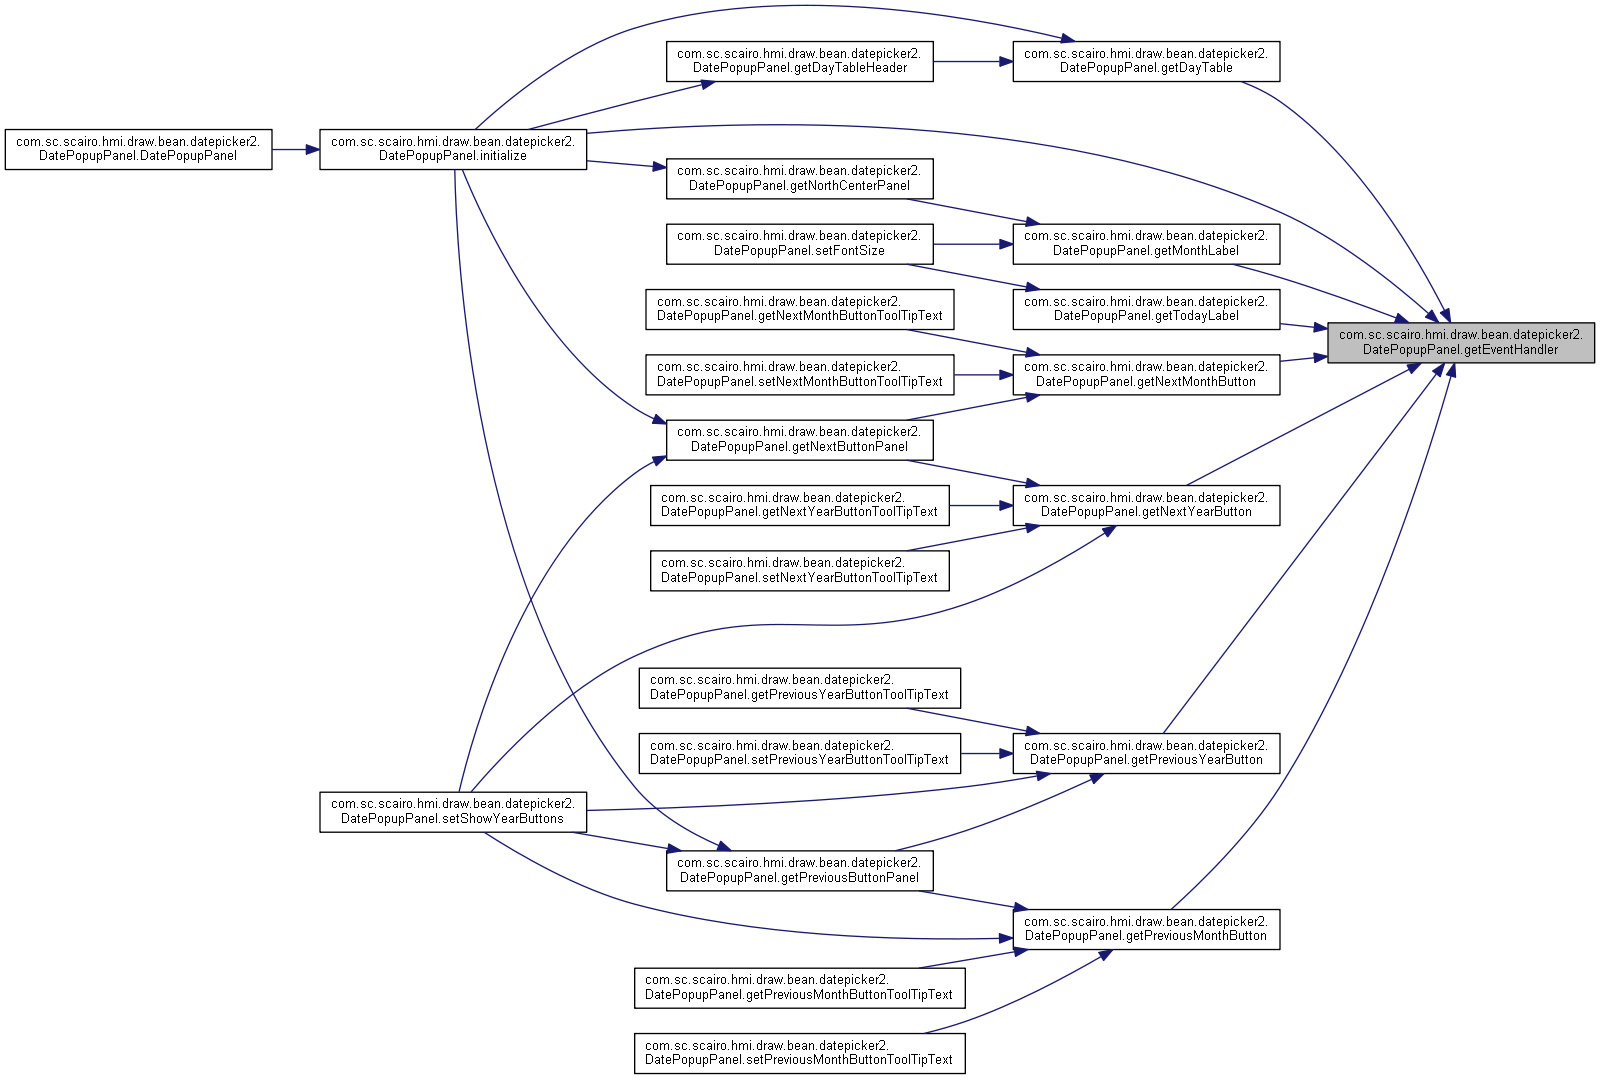 com.sc.scairo.hmi.draw.bean.datepicker2.
DatePopupPanel.DatePopupPanel
com.sc.scairo.hmi.draw.bean.datepicker2.
DatePopupPanel.initialize
com.sc.scairo.hmi.draw.bean.datepicker2.
DatePopupPanel.setShowYearButtons
com.sc.scairo.hmi.draw.bean.datepicker2.
DatePopupPanel.getDayTableHeader
com.sc.scairo.hmi.draw.bean.datepicker2.
DatePopupPanel.getNorthCenterPanel
com.sc.scairo.hmi.draw.bean.datepicker2.
DatePopupPanel.setFontSize
com.sc.scairo.hmi.draw.bean.datepicker2.
DatePopupPanel.getNextMonthButtonToolTipText
com.sc.scairo.hmi.draw.bean.datepicker2.
DatePopupPanel.setNextMonthButtonToolTipText
com.sc.scairo.hmi.draw.bean.datepicker2.
DatePopupPanel.getNextButtonPanel
com.sc.scairo.hmi.draw.bean.datepicker2.
DatePopupPanel.getNextYearButtonToolTipText
com.sc.scairo.hmi.draw.bean.datepicker2.
DatePopupPanel.setNextYearButtonToolTipText
com.sc.scairo.hmi.draw.bean.datepicker2.
DatePopupPanel.getPreviousYearButtonToolTipText
com.sc.scairo.hmi.draw.bean.datepicker2.
DatePopupPanel.setPreviousYearButtonToolTipText
com.sc.scairo.hmi.draw.bean.datepicker2.
DatePopupPanel.getPreviousButtonPanel
com.sc.scairo.hmi.draw.bean.datepicker2.
DatePopupPanel.getPreviousMonthButtonToolTipText
com.sc.scairo.hmi.draw.bean.datepicker2.
DatePopupPanel.setPreviousMonthButtonToolTipText
com.sc.scairo.hmi.draw.bean.datepicker2.
DatePopupPanel.getDayTable
com.sc.scairo.hmi.draw.bean.datepicker2.
DatePopupPanel.getMonthLabel
com.sc.scairo.hmi.draw.bean.datepicker2.
DatePopupPanel.getTodayLabel
com.sc.scairo.hmi.draw.bean.datepicker2.
DatePopupPanel.getNextMonthButton
com.sc.scairo.hmi.draw.bean.datepicker2.
DatePopupPanel.getNextYearButton
com.sc.scairo.hmi.draw.bean.datepicker2.
DatePopupPanel.getPreviousYearButton
com.sc.scairo.hmi.draw.bean.datepicker2.
DatePopupPanel.getPreviousMonthButton
com.sc.scairo.hmi.draw.bean.datepicker2.
DatePopupPanel.getEventHandler